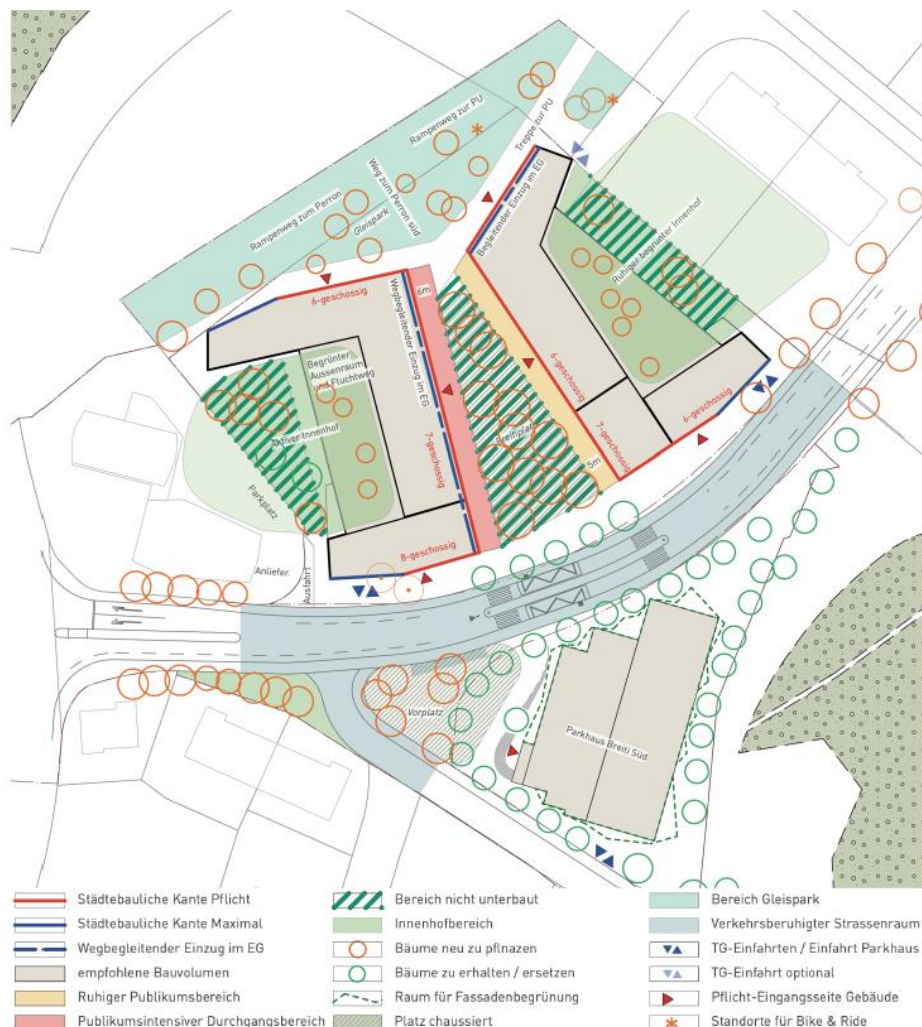 Rampenweg zur PU
Treppe zur PU
Weg zum Perron süd
Rampenweg zum Perron
Gleispark
Begleitender Einzug im EG
Ruhiger begrünter Innenhof
6-geschossig
6m
Wegbegleitender Einzug im EG
Begrünter
Aussenraum
und Fluchtweg
6-geschossig
6-geschossig
Aktiver Innenhof
7-geschossig
Breitiplatz
7-geschossig
5m
Parkplatz
8-geschossig
Anliefer.
Ausfahrt
Vorplatz
Parkhaus Breiti Süd
Städtebauliche Kante Pflicht
Städtebauliche Kante Maximal
Wegbegleitender Einzug im EG
empfohlene Bauvolumen
Ruhiger Publikumsbereich
Publikumsintensiver Durchgangsbereich
Bereich nicht unterbaut
Innenhofbereich
Bäume neu zu pflnazen
Bäume zu erhalten / ersetzen
Raum für Fassadenbegrünung
Platz chaussiert
Bereich Gleispark
Verkehrsberuhigter Strassenraum
TG-Einfahrten / Einfahrt Parkhaus
TG-Einfahrt optional
Pflicht-Eingangsseite Gebäude
Standorte für Bike & Ride